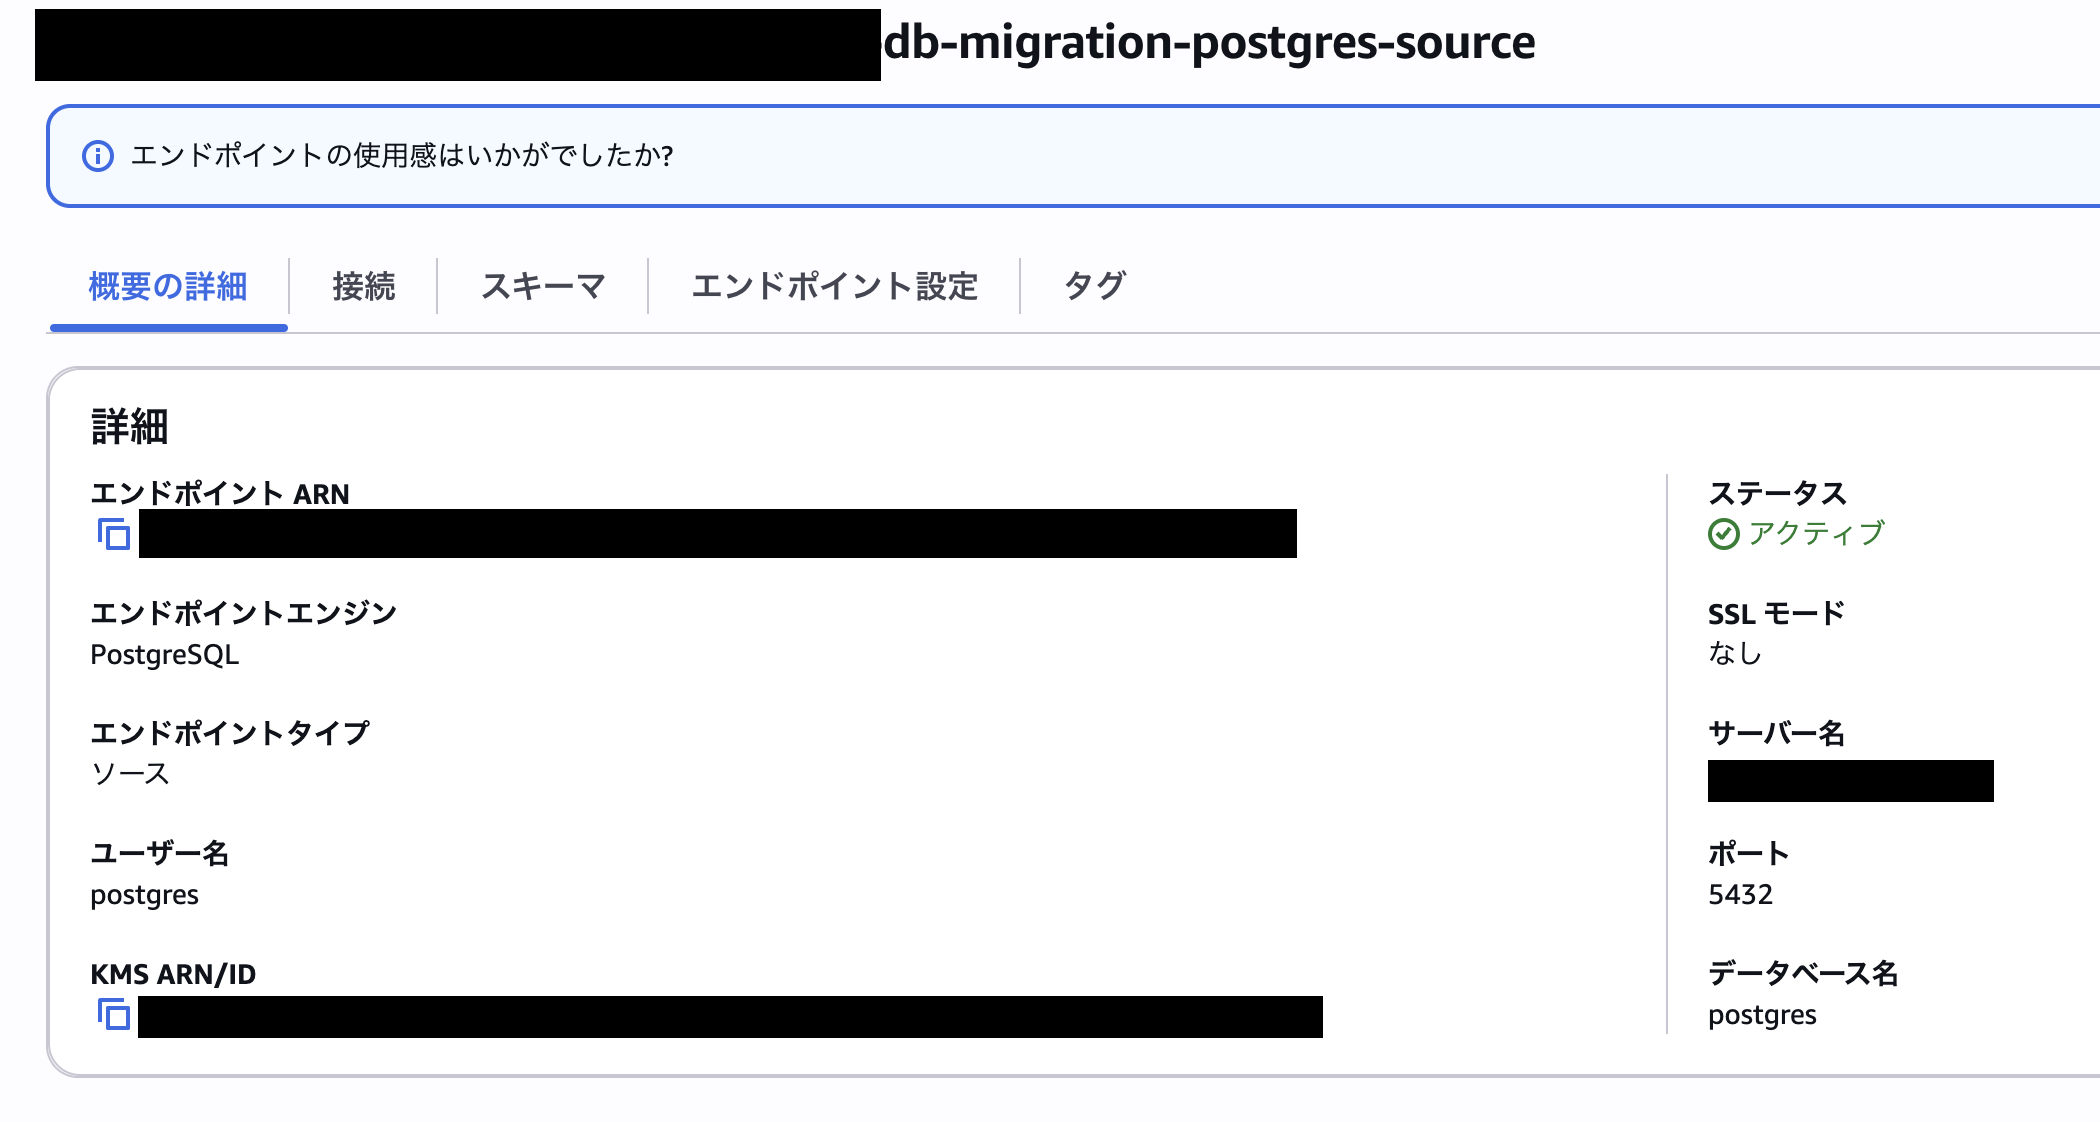 db-migration-postgres-source
エンドポイントの使用感はいかがでしたか?
概要の詳細
接続
スキーマ
エンドポイント設定
タグ
詳細
エンドポイント ARN
エンドポイントエンジン
PostgreSQL
エンドポイントタイプ
ソース
ユーザー名
postgres
KMS ARN/ID
ステータス
アクティブ
SSL モード
なし
サーバー名
ポート
5432
データベース名
postgres